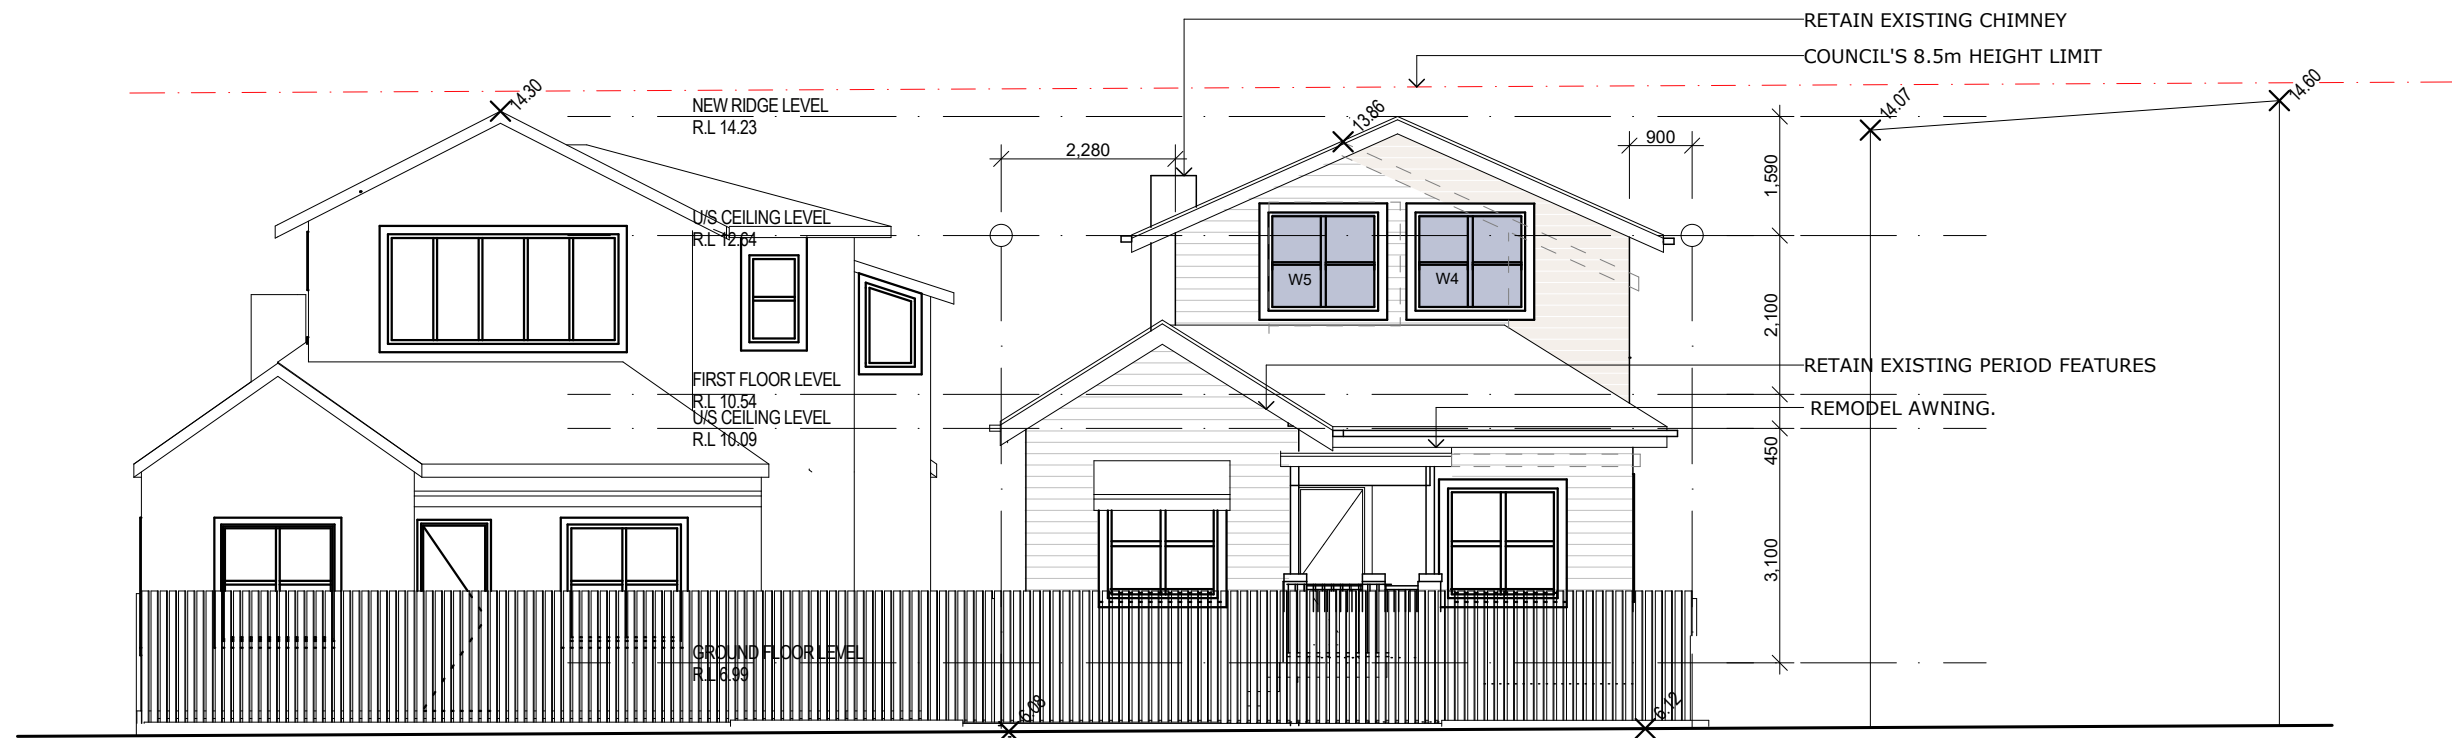 RETAIN EXISTING CHIMNEY
COUNCIL'S 8.5m HEIGHT LIMIT
14.30
NEW RIDGE LEVEL
R.L 14.23
13.86
14.07
14.60
2,280
900
1,590
U/S CEILING LEVEL
R.L 12.64
W5
W4
2,100
RETAIN EXISTING PERIOD FEATURES
FIRST FLOOR LEVEL
R.L 10.54
U/S CEILING LEVEL
R.L 10.09
REMODEL AWNING.
450
3,100
GROUND FLOOR LEVEL
R.L 6.99
6.08
6.12